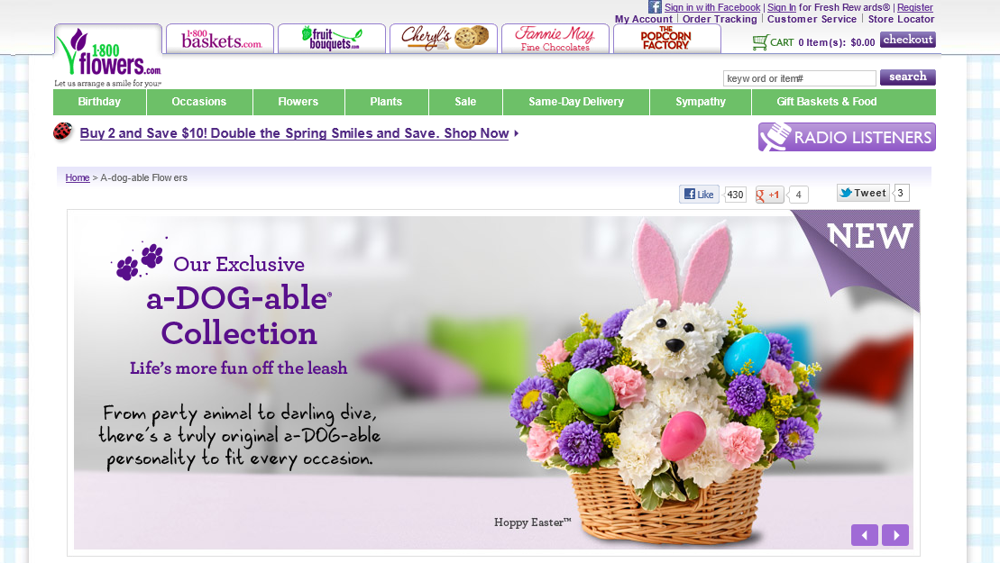 Sign in with Facebook | Sign In for Fresh Rewards® | Register
My Account | Order Tracking | Customer Service | Store Locator
1·800 flowers.com
Let us arrange a smile for you®
1·800 baskets.com
fruit bouquets.com
Cheryl's
Fannie May
Fine Chocolates
THE POPCORN FACTORY
CART 0 Item(s): $0.00 checkout
keyword or item# search
Birthday Occasions Flowers Plants Sale Same-Day Delivery Sympathy Gift Baskets & Food
Buy 2 and Save $10! Double the Spring Smiles and Save. Shop Now
RADIO LISTENERS
Home > A-dog-able Flowers
Like 430 +1 4 Tweet 3
NEW
Our Exclusive
a-DOG-able®
Collection
Life's more fun off the leash
From party animal to darling diva,
there's a truly original a-DOG-able
personality to fit every occasion.
Hoppy Easter™